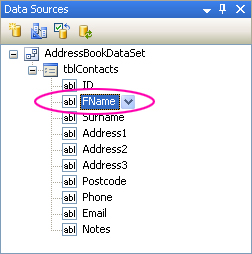 Data Sources
AddressBookDataSet
tblContacts
abl ID
abl FName
abl Surname
abl Address1
abl Address2
abl Address3
abl Postcode
abl Phone
abl Email
abl Notes